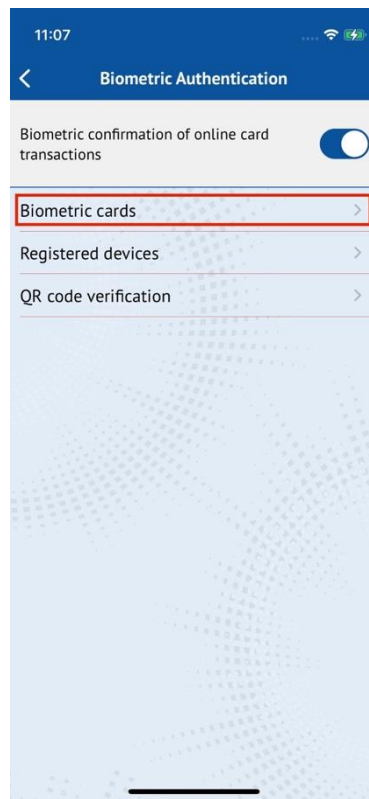 11:07
Biometric Authentication
Biometric confirmation of online card
transactions
Biometric cards
Registered devices
QR code verification